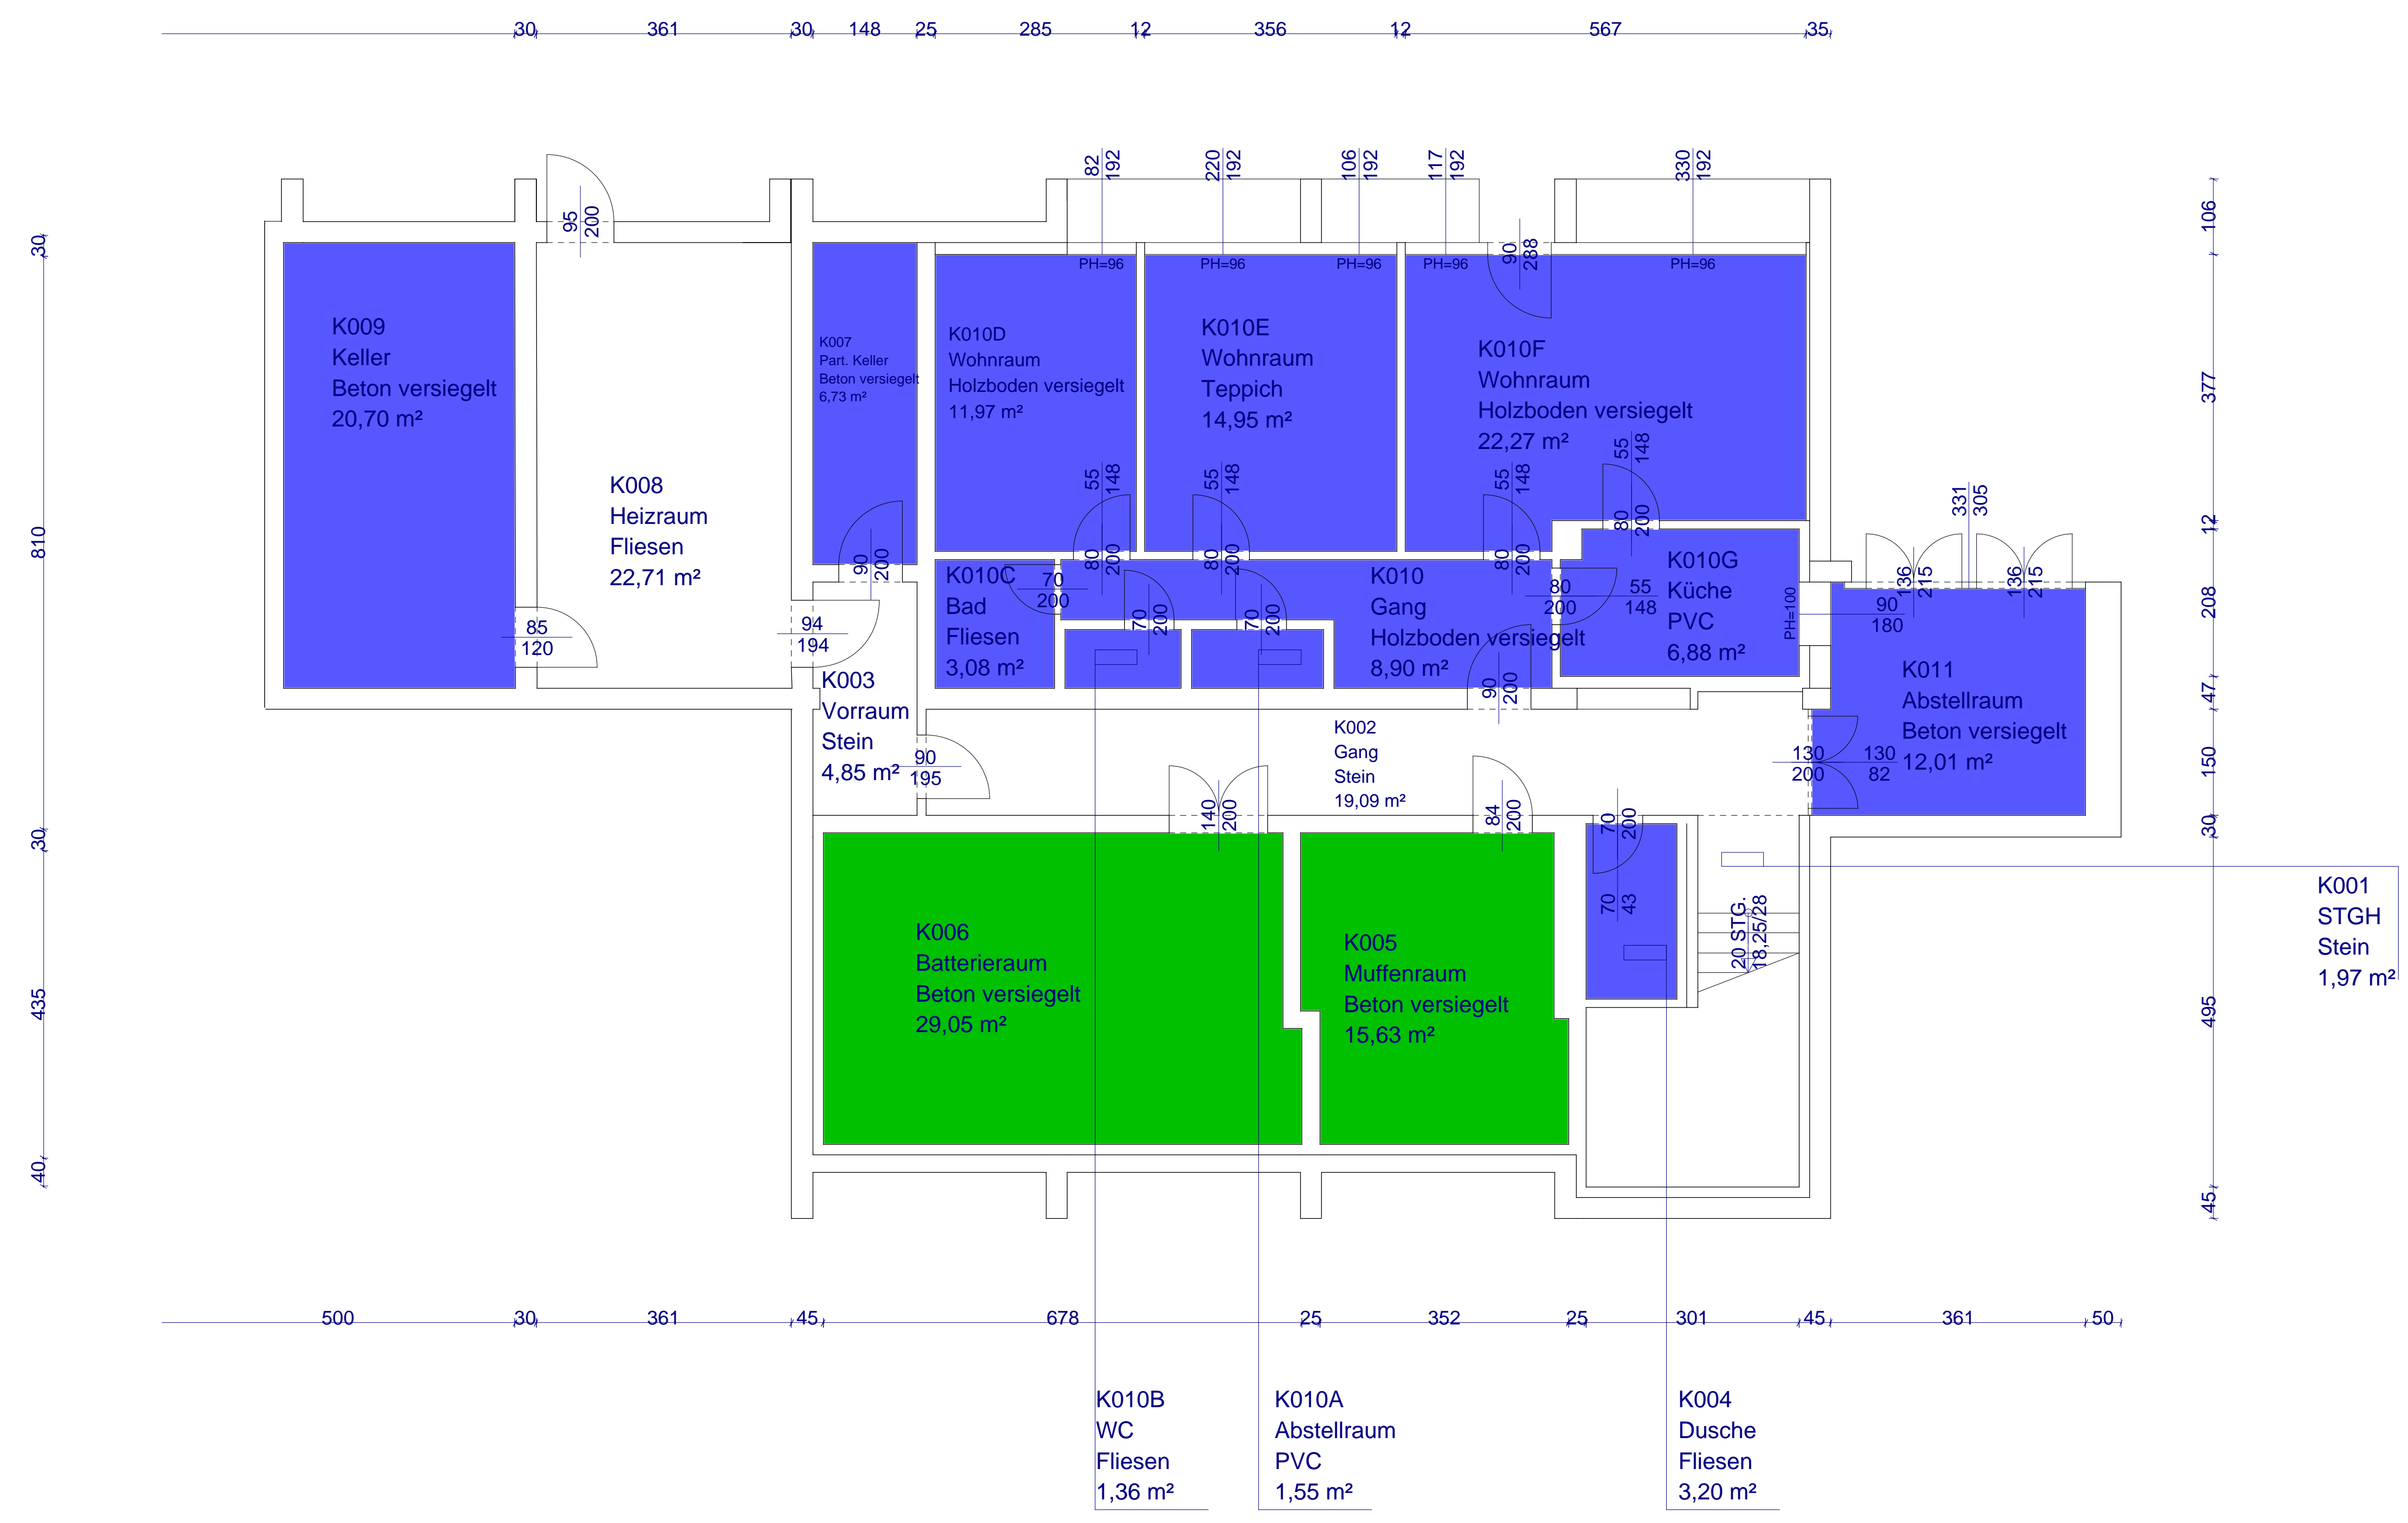 30 361 30 148 25 285 12 356 12 567 35
82
192
220
192
106
192
117
192
330
192
95
200
90
288
PH=96
PH=96
PH=96
PH=96
PH=96
30
810
30
435
40
106
377
12
208
47
150
30
495
45
K009
Keller
Beton versiegelt
20,70 m²
K008
Heizraum
Fliesen
22,71 m²
K007
Part. Keller
Beton versiegelt
6,73 m²
K010D
Wohnraum
Holzboden versiegelt
11,97 m²
K010E
Wohnraum
Teppich
14,95 m²
K010F
Wohnraum
Holzboden versiegelt
22,27 m²
55
148
55
148
55
148
55
148
80
200
80
200
80
200
80
200
90
200
331
305
136
215
136
215
K010C
Bad
Fliesen
3,08 m²
70
200
70
200
70
200
K010
Gang
Holzboden versiegelt
8,90 m²
80
200
55
148
90
200
K010G
Küche
PVC
6,88 m²
PH=100
90
180
K011
Abstellraum
Beton versiegelt
12,01 m²
85
120
94
194
K003
Vorraum
Stein
4,85 m²
90
195
K002
Gang
Stein
19,09 m²
130
200
130
82
140
200
84
200
70
200
70
43
20 STG.
18,25/28
K006
Batterieraum
Beton versiegelt
29,05 m²
K005
Muffenraum
Beton versiegelt
15,63 m²
K001
STGH
Stein
1,97 m²
500 30 361 45 678 25 352 25 301 45 361 50
K010B
WC
Fliesen
1,36 m²
K010A
Abstellraum
PVC
1,55 m²
K004
Dusche
Fliesen
3,20 m²